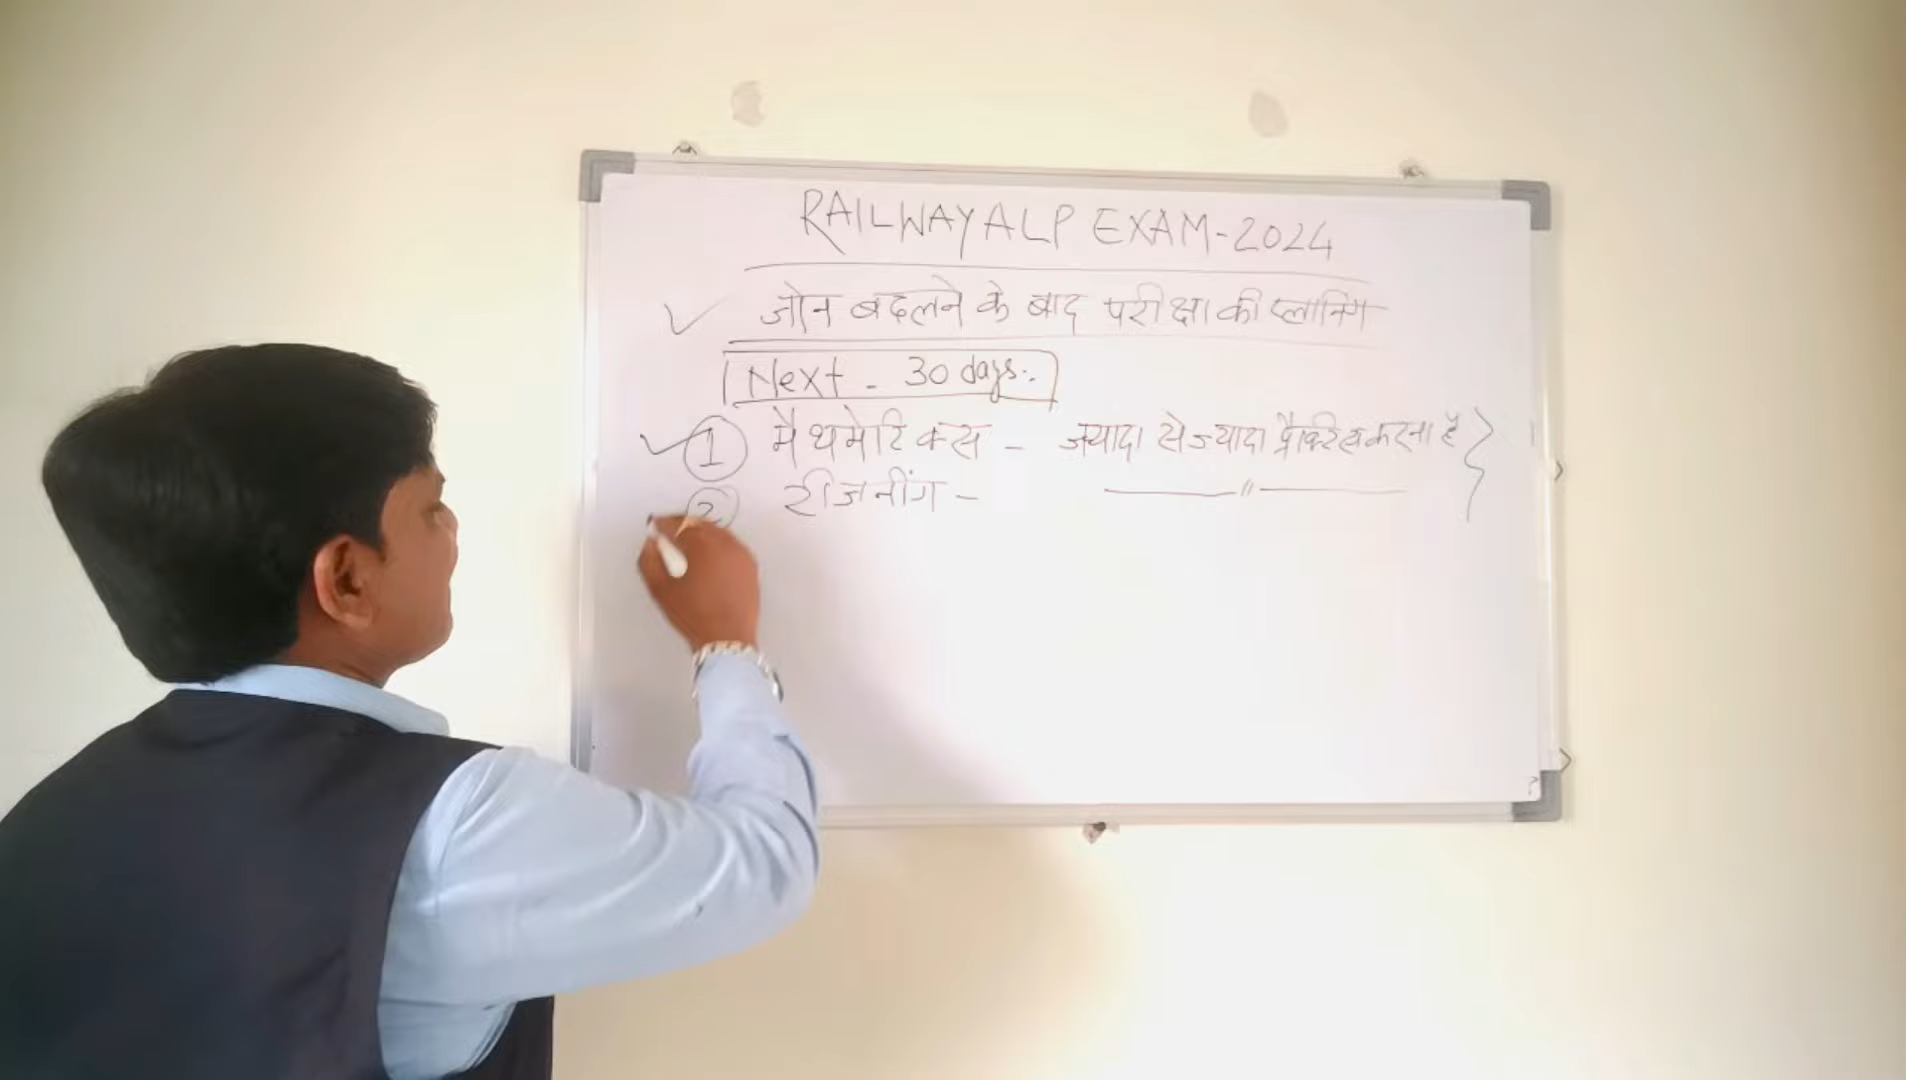 RAILWAY ALP EXAM-2024
जोन बदलने के बाद परीक्षा की प्लानिग
Next - 30 days..
1 मैथमेटिक्स - ज्यादा से ज्यादा प्रैक्टिस करना है
2 रीजनींग - ——〃——